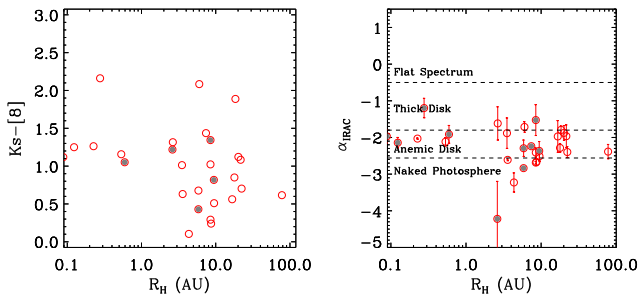 3.0
2.5
2.0
1.5
1.0
0.5
0.0
Ks-[8]
0.1 1.0 10.0 100.0
R_H (AU)
1
0
-1
-2
-3
-4
-5
α_IRAC
Flat Spectrum
Thick Disk
Anemic Disk
Naked Photosphere
0.1 1.0 10.0 100.0
R_H (AU)